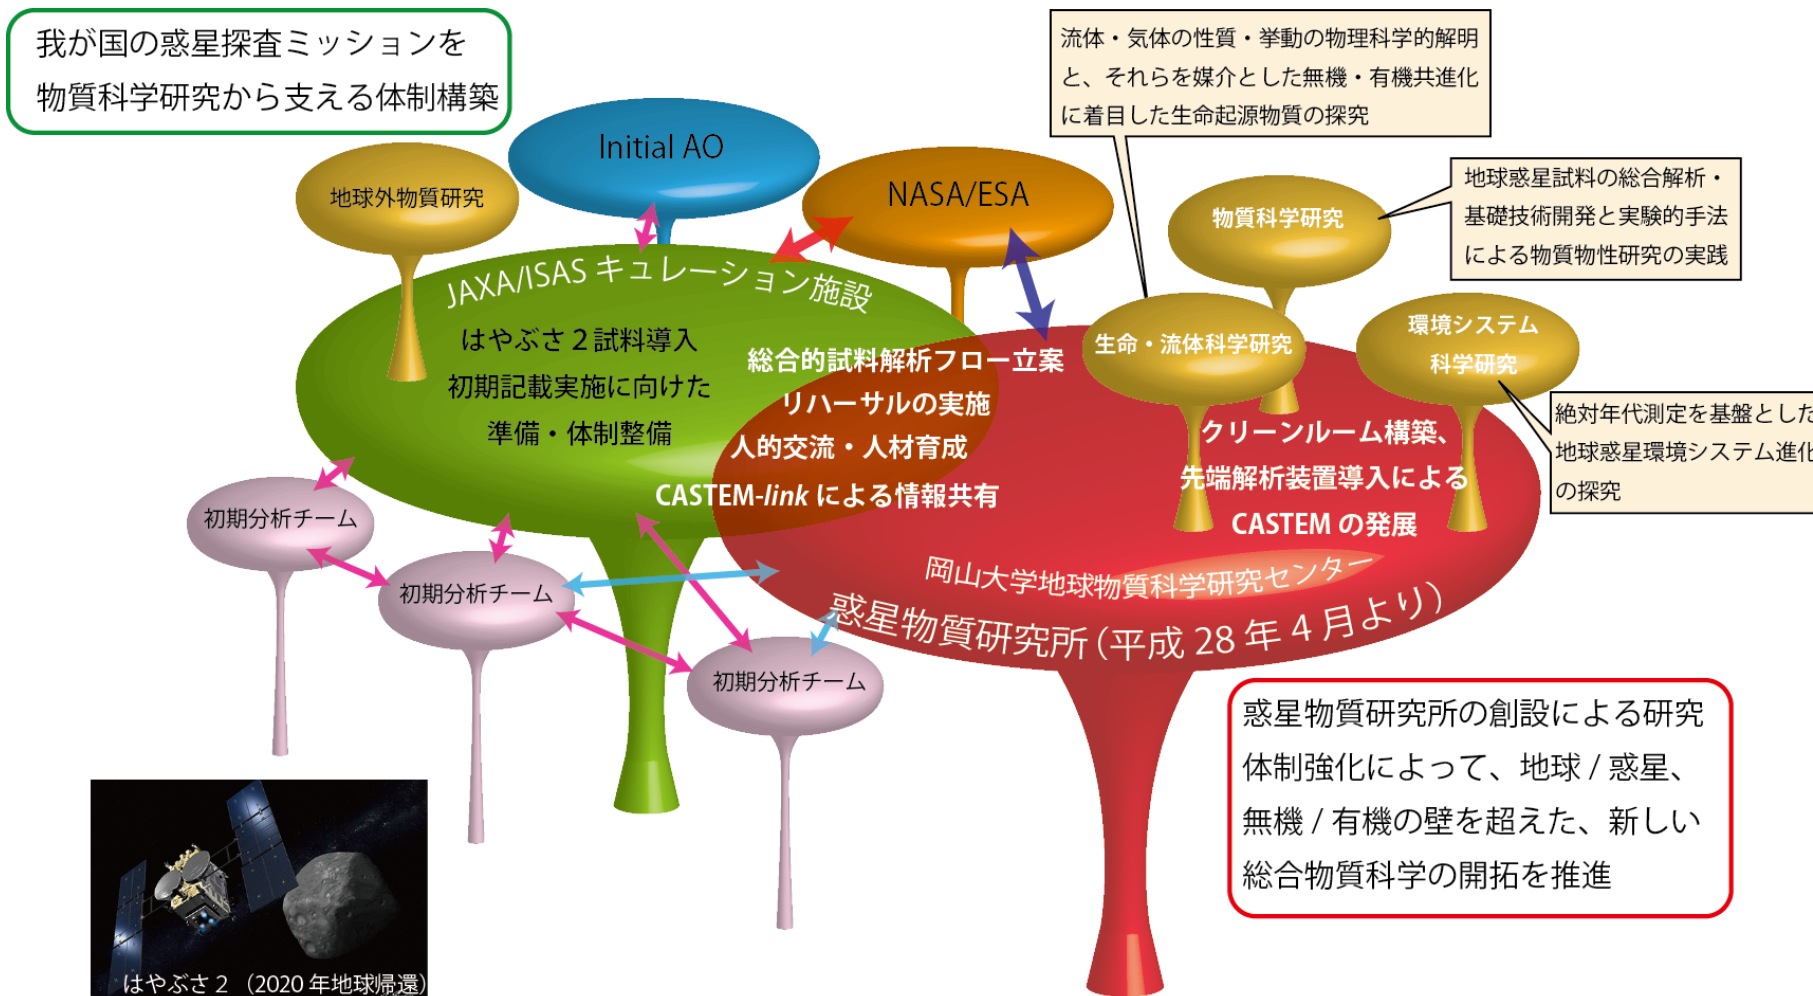 我が国の惑星探査ミッションを
物質科学研究から支える体制構築
流体・気体の性質・挙動の物理科学的解明
と、それらを媒介とした無機・有機共進化
に着目した生命起源物質の探究
Initial AO
地球外物質研究
NASA/ESA
物質科学研究
地球惑星試料の総合解析・
基礎技術開発と実験的手法
による物質物性研究の実践
JAXA/ISAS キュレーション施設
はやぶさ２試料導入
初期記載実施に向けた
準備・体制整備
総合的試料解析フロー立案
リハーサルの実施
人的交流・人材育成
CASTEM-link による情報共有
生命・流体科学研究
環境システム
科学研究
絶対年代測定を基盤とした
地球惑星環境システム進化
の探究
クリーンルーム構築、
先端解析装置導入による
CASTEM の発展
岡山大学地球物質科学研究センター
惑星物質研究所（平成 28 年 4 月より）
初期分析チーム
初期分析チーム
初期分析チーム
惑星物質研究所の創設による研究
体制強化によって、地球 / 惑星、
無機 / 有機の壁を超えた、新しい
総合物質科学の開拓を推進
はやぶさ２（2020 年地球帰還）